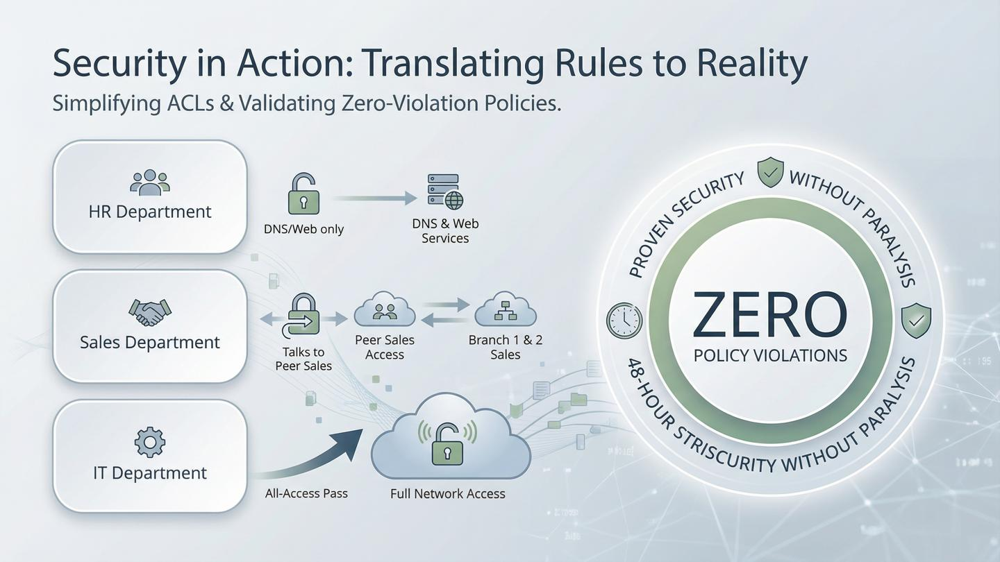 Security in Action: Translating Rules to Reality
Simplifying ACLs & Validating Zero-Violation Policies.
HR Department
DNS/Web only
DNS & Web
Services
Sales Department
Talks to
Peer Sales
Peer Sales
Access
Branch 1 & 2
Sales
IT Department
All-Access Pass
Full Network Access
PROVEN SECURITY
WITHOUT PARALYSIS
ZERO
POLICY VIOLATIONS
48-HOUR STRISCURITY WITHOUT PARALYSIS